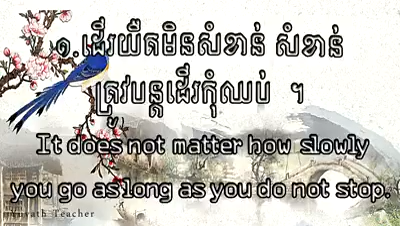 ១.ដើរយឺតមិនសំខាន់ សំខាន់
ត្រូវបន្តដើរកុំឈប់ ។
It does not matter how slowly
you go as long as you do not stop.
Yuvath Teacher